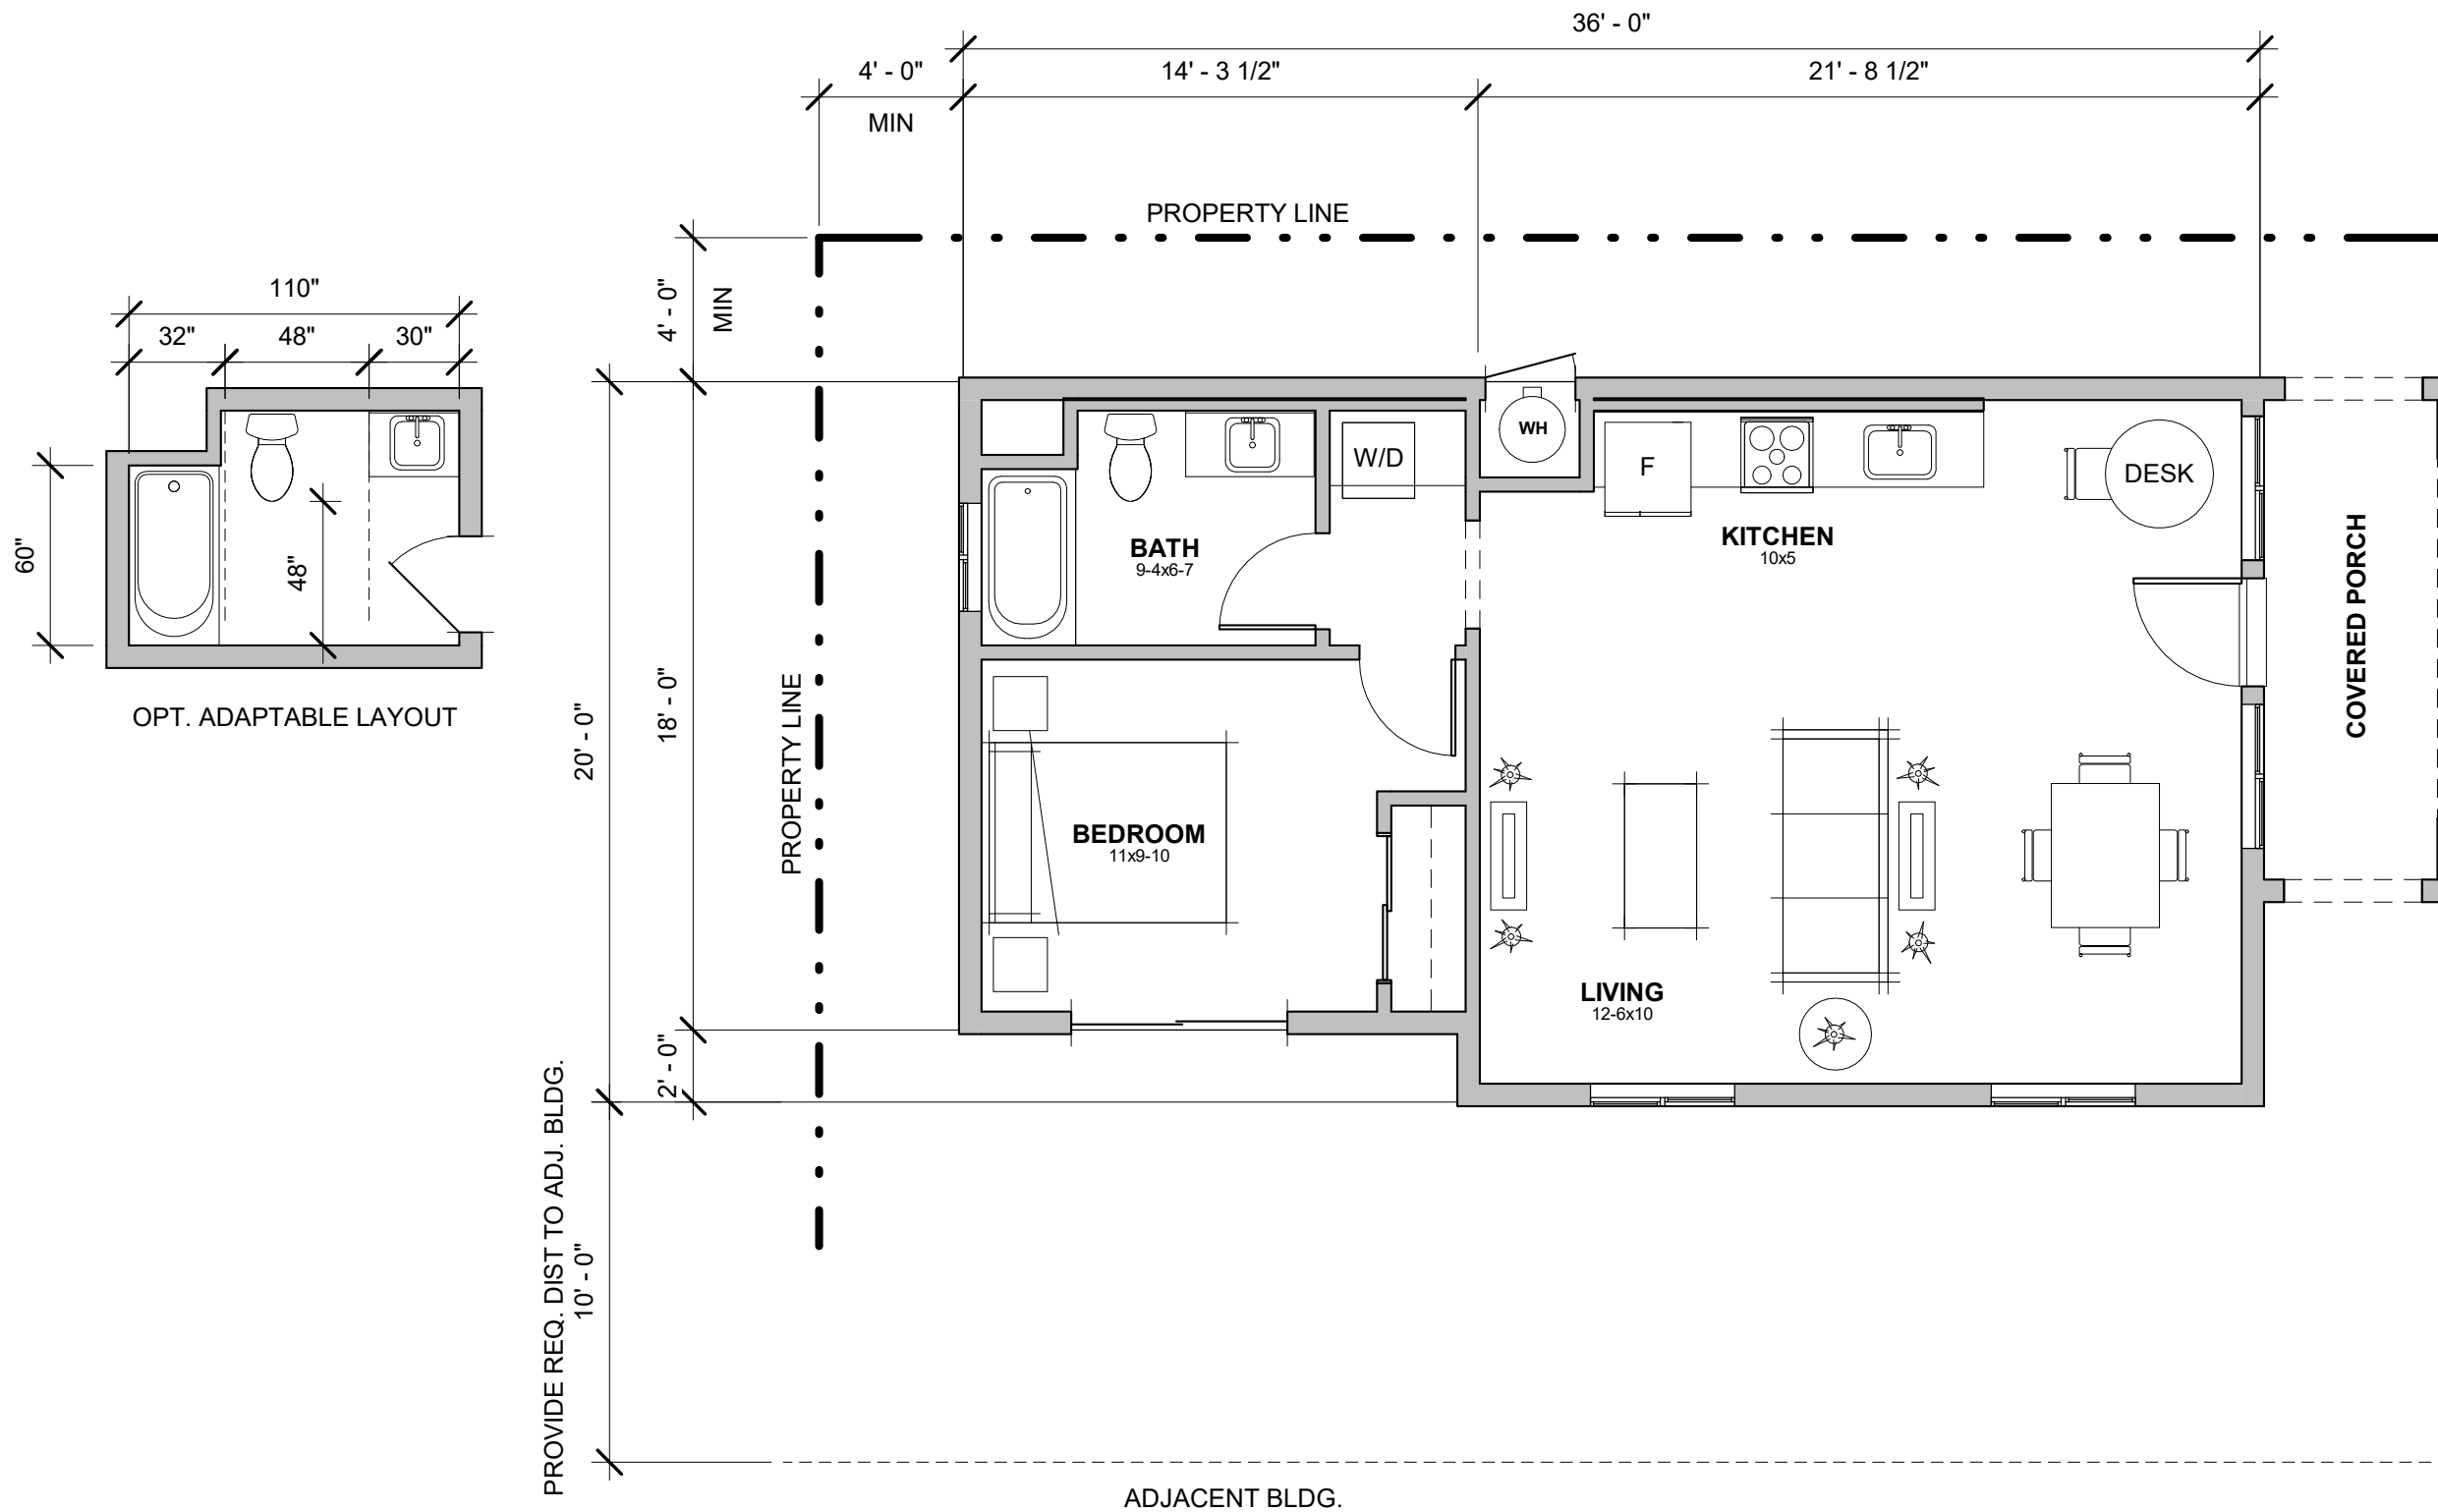 36' - 0"
4' - 0"
14' - 3 1/2"
21' - 8 1/2"
MIN
PROPERTY LINE
110"
32"
48"
30"
60"
48"
OPT. ADAPTABLE LAYOUT
4' - 0"
MIN
20' - 0"
18' - 0"
2' - 0"
PROPERTY LINE
WH
W/D
F
DESK
BATH
9-4x6-7
KITCHEN
10x5
COVERED PORCH
BEDROOM
11x9-10
LIVING
12-6x10
PROVIDE REQ. DIST TO ADJ. BLDG.
10' - 0"
ADJACENT BLDG.